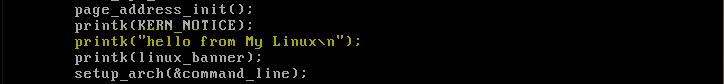 page_address_init();
printk(KERN_NOTICE);
printk("hello from My Linux\n");
printk(linux_banner);
setup_arch(&command_line);